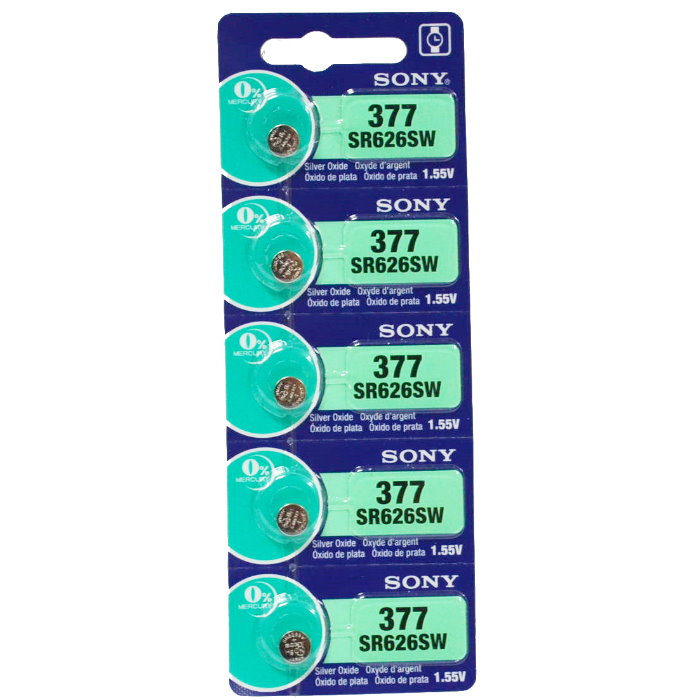 SONY®
0%
MERCURY
377
SR626SW
Silver Oxide Oxyde d'argent
Óxido de plata Óxido de prata 1.55V
SONY
0%
MERCURY
377
SR626SW
Silver Oxide Oxyde d'argent
Óxido de plata Óxido de prata 1.55V
SONY
0%
MERCURY
377
SR626SW
Silver Oxide Oxyde d'argent
Óxido de plata Óxido de prata 1.55V
SONY
0%
MERCURY
377
SR626SW
Silver Oxide Oxyde d'argent
Óxido de plata Óxido de prata 1.55V
SONY
0%
MERCURY
377
SR626SW
Silver Oxide Oxyde d'argent
Óxido de plata Óxido de prata 1.55V